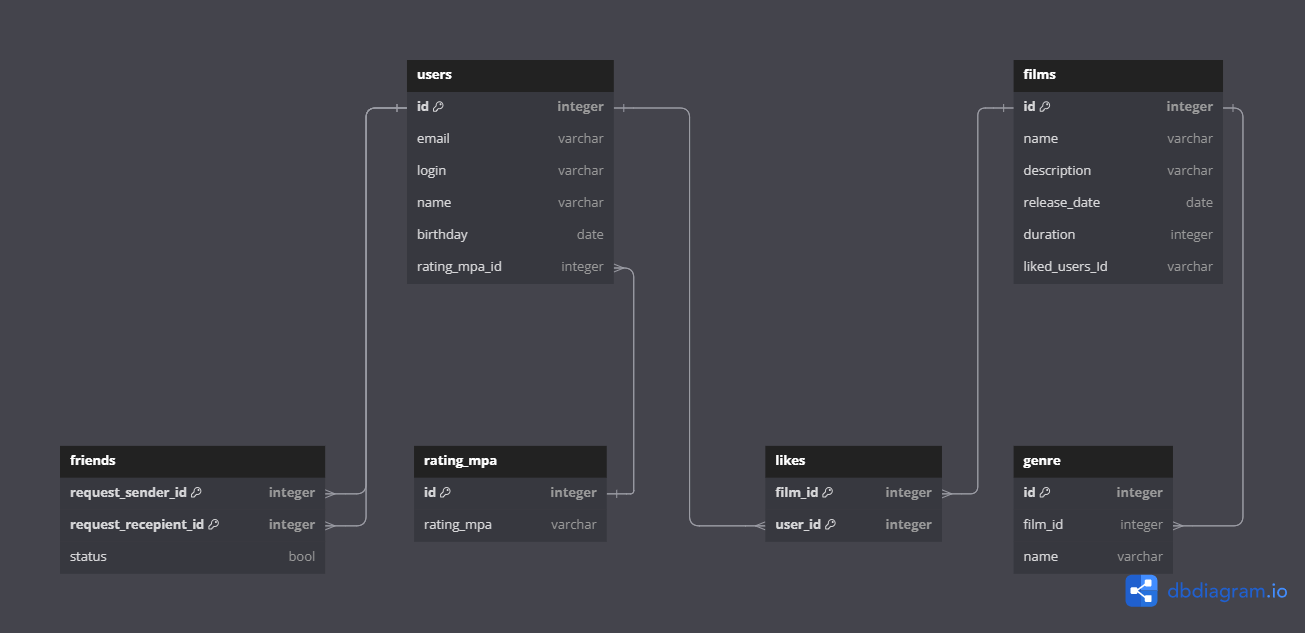 users
id integer
email varchar
login varchar
name varchar
birthday date
rating_mpa_id integer
films
id integer
name varchar
description varchar
release_date date
duration integer
liked_users_Id varchar
friends
request_sender_id integer
request_recepient_id integer
status bool
rating_mpa
id integer
rating_mpa varchar
likes
film_id integer
user_id integer
genre
id integer
film_id integer
name varchar
dbdiagram.io